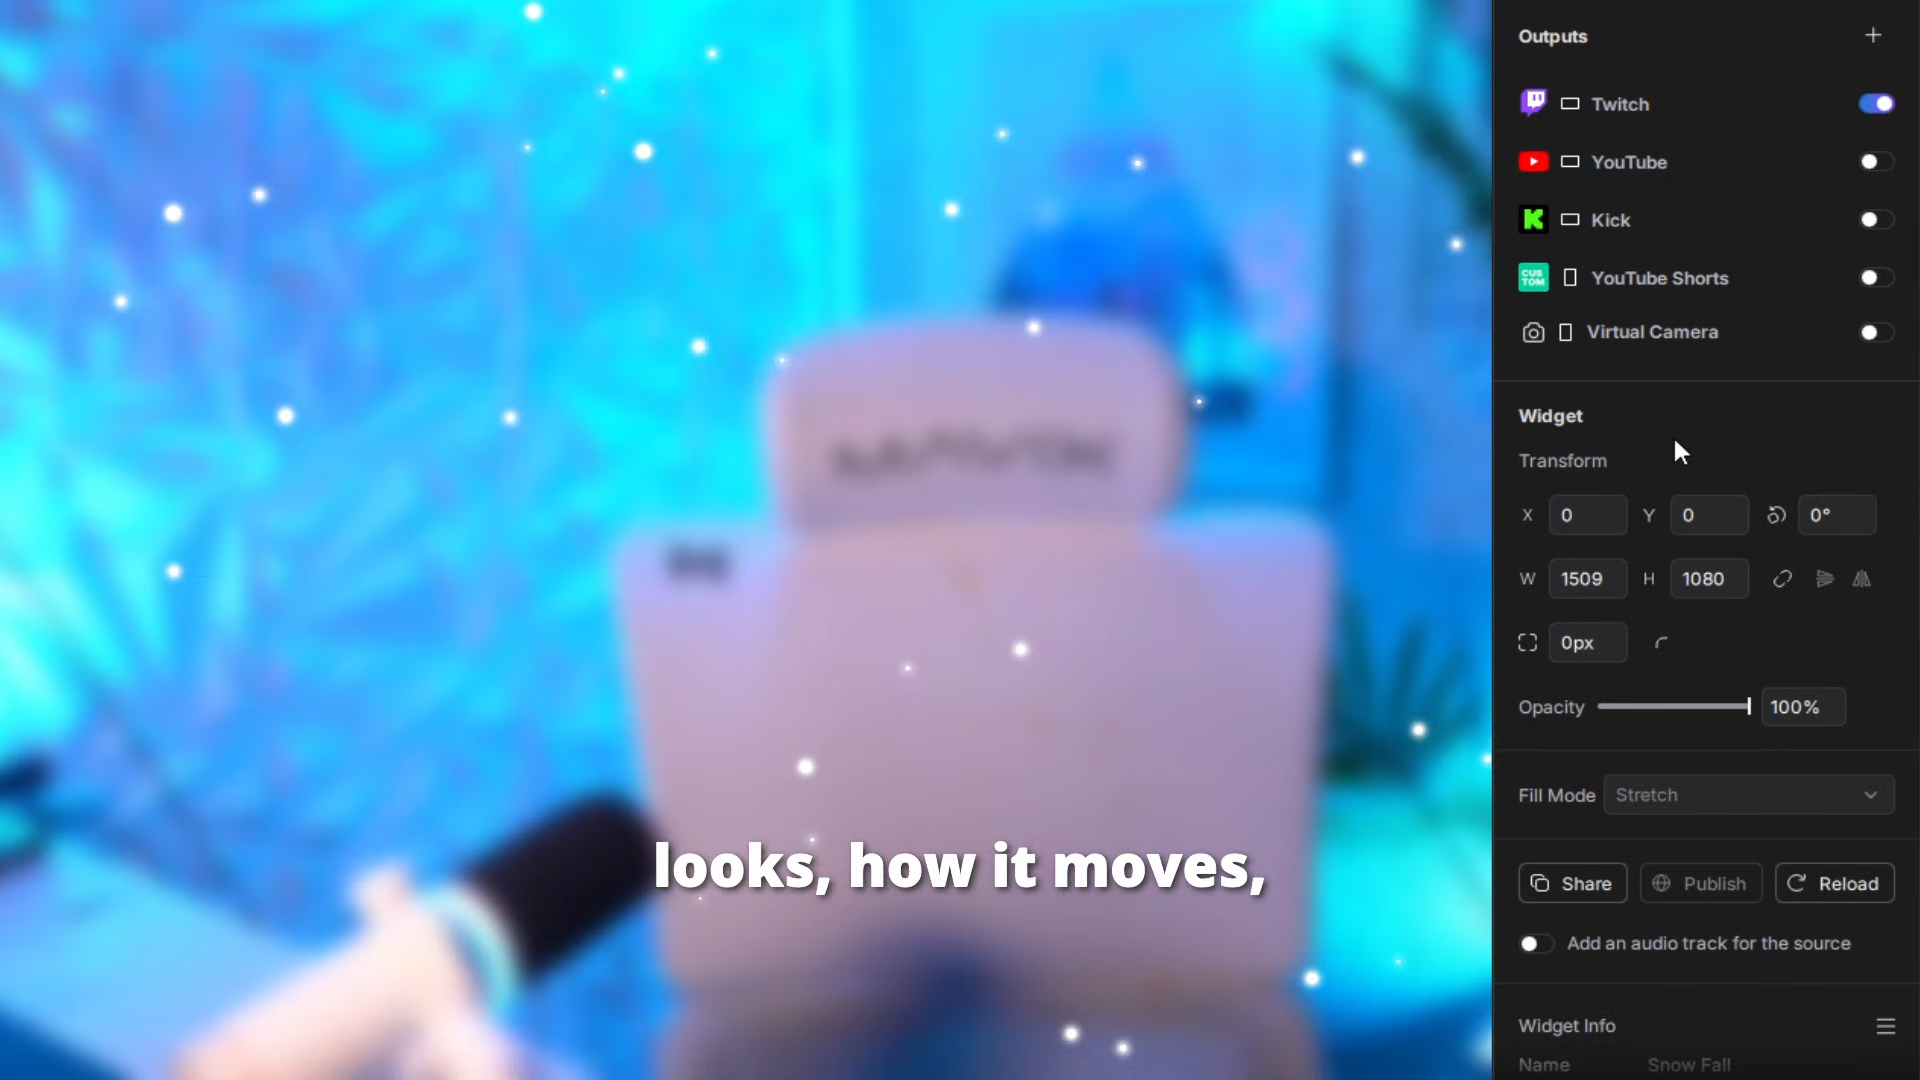 Outputs
Twitch
YouTube
Kick
CUS
TOM
YouTube Shorts
Virtual Camera
Widget
Transform
X 0 Y 0 0°
W 1509 H 1080
0px
Opacity 100%
Fill Mode Stretch
Share Publish Reload
Add an audio track for the source
Widget Info
Name Snow Fall
looks, how it moves,